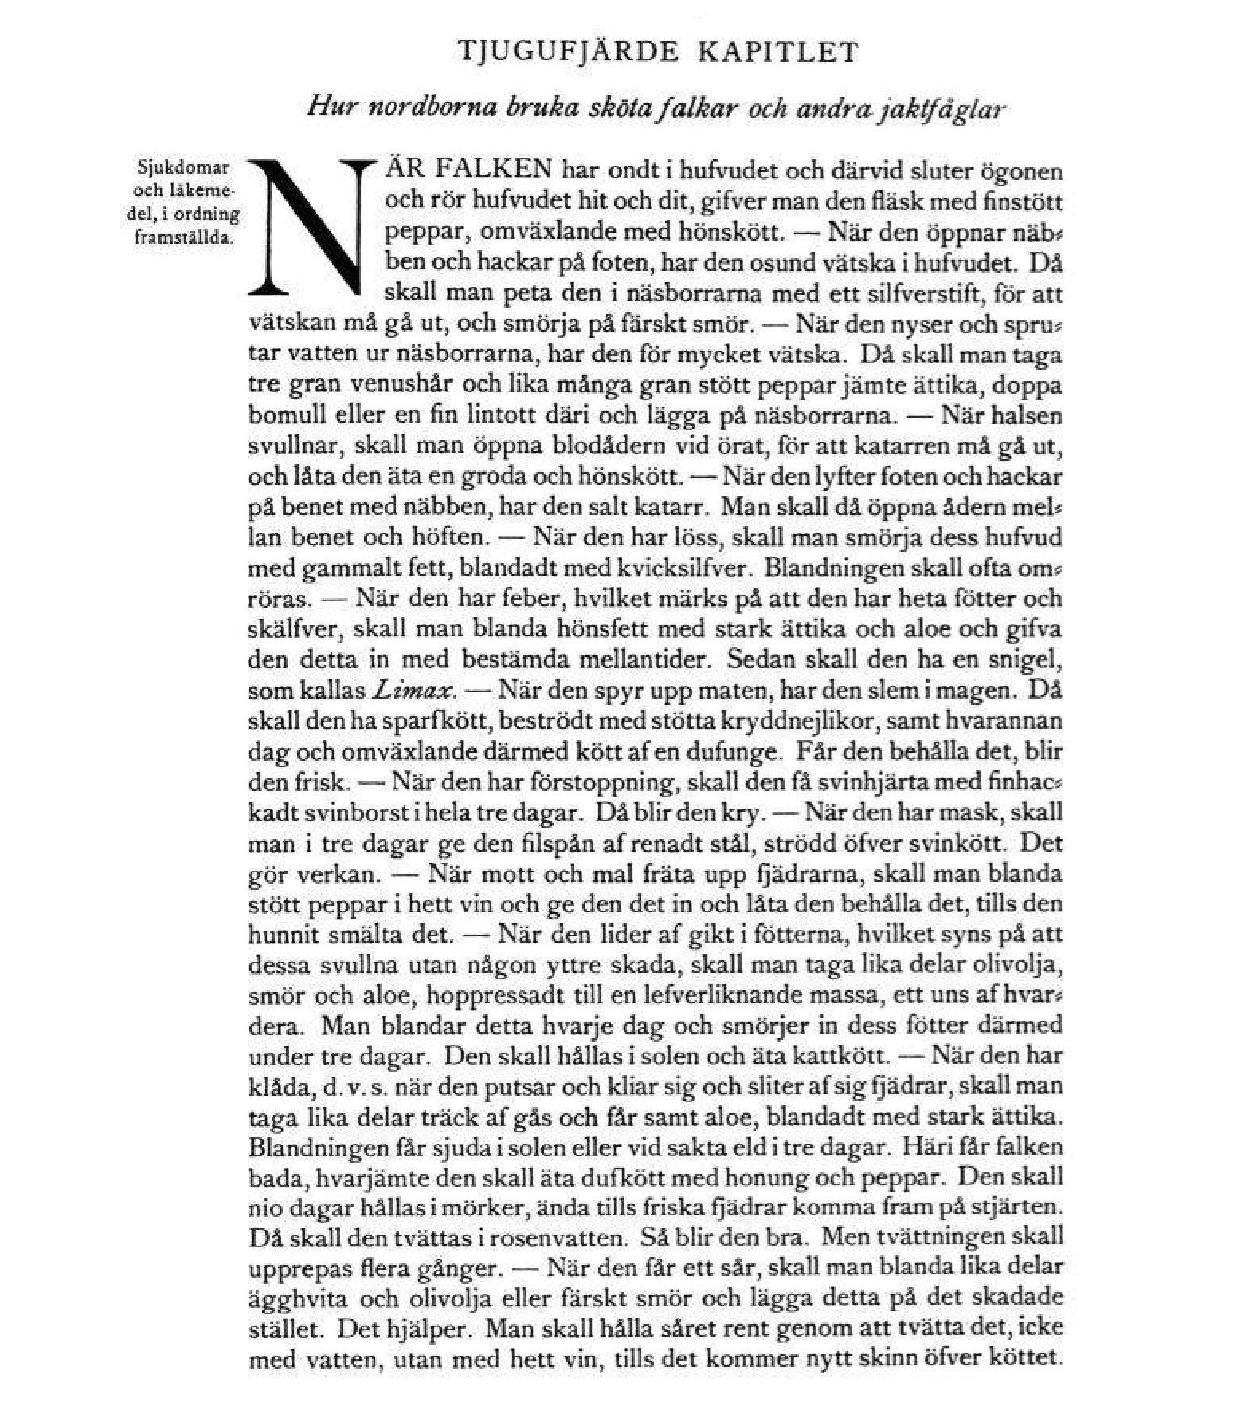 TJUGUFJÄRDE KAPITLET
Hur nordborna bruka sköta falkar och andra jaktfåglar
Sjukdomar
och läkeme-
del, i ordning
framställda.
NÄR FALKEN har ondt i hufvudet och därvid sluter ögonen
och rör hufvudet hit och dit, gifver man den fläsk med finstött
peppar, omväxlande med hönskött. — När den öppnar näb-
ben och hackar på foten, har den osund vätska i hufvudet. Då
skall man peta den i näsborrarna med ett silfverstift, för att
vätskan må gå ut, och smörja på färskt smör. — När den nyser och spru-
tar vatten ur näsborrarna, har den för mycket vätska. Då skall man taga
tre gran venushår och lika många gran stött peppar jämte ättika, doppa
bomull eller en fin lintott däri och lägga på näsborrarna. — När halsen
svullnar, skall man öppna blodådern vid örat, för att katarren må gå ut,
och låta den äta en groda och hönskött. — När den lyfter foten och hackar
på benet med näbben, har den salt katarr. Man skall då öppna ådern mel-
lan benet och höften. — När den har löss, skall man smörja dess hufvud
med gammalt fett, blandadt med kvicksilfver. Blandningen skall ofta om-
röras. — När den har feber, hvilket märks på att den har heta fötter och
skälfver, skall man blanda hönsfett med stark ättika och aloe och gifva
den detta in med bestämda mellantider. Sedan skall den ha en snigel,
som kallas Limax. — När den spyr upp maten, har den slem i magen. Då
skall den ha sparfkött, beströdt med stötta kryddnejlikor, samt hvarannan
dag och omväxlande därmed kött af en dufunge. Får den behålla det, blir
den frisk. — När den har förstoppning, skall den få svinhjärta med finhac-
kadt svinborst i hela tre dagar. Då blir den kry. — När den har mask, skall
man i tre dagar ge den filspån af renadt stål, strödd öfver svinkött. Det
gör verkan. — När mott och mal fräta upp fjädrarna, skall man blanda
stött peppar i hett vin och ge den det in och låta den behålla det, tills den
hunnit smälta det. — När den lider af gikt i fötterna, hvilket syns på att
dessa svullna utan någon yttre skada, skall man taga lika delar olivolja,
smör och aloe, hoppressadt till en lefverliknande massa, ett uns af hvar-
dera. Man blandar detta hvarje dag och smörjer in dess fötter därmed
under tre dagar. Den skall hållas i solen och äta kattkött. — När den har
klåda, d. v. s. när den putsar och kliar sig och sliter af sig fjädrar, skall man
taga lika delar träck af gås och får samt aloe, blandadt med stark ättika.
Blandningen får sjuda i solen eller vid sakta eld i tre dagar. Häri får falken
bada, hvarjämte den skall äta dufkött med honung och peppar. Den skall
nio dagar hållas i mörker, ända tills friska fjädrar komma fram på stjärten.
Då skall den tvättas i rosenvatten. Så blir den bra. Men tvättningen skall
upprepas flera gånger. — När den får ett sår, skall man blanda lika delar
ägghvita och olivolja eller färskt smör och lägga detta på det skadade
stället. Det hjälper. Man skall hålla såret rent genom att tvätta det, icke
med vatten, utan med hett vin, tills det kommer nytt skinn öfver köttet.